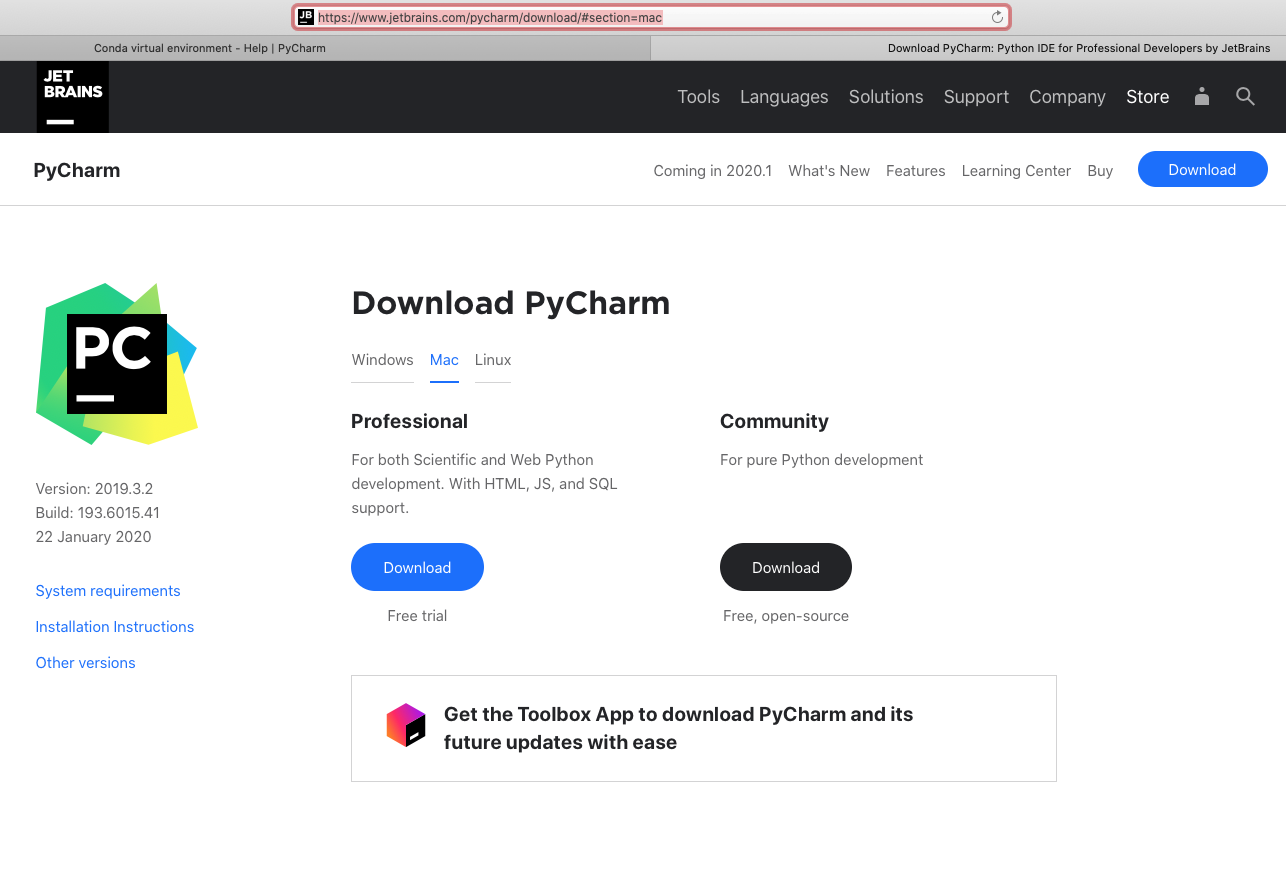 JB https://www.jetbrains.com/pycharm/download/#section=mac
Conda virtual environment - Help | PyCharm
Download PyCharm: Python IDE for Professional Developers by JetBrains
JET
BRAINS
Tools Languages Solutions Support Company Store
PyCharm
Coming in 2020.1 What's New Features Learning Center Buy Download
PC
Version: 2019.3.2
Build: 193.6015.41
22 January 2020
System requirements
Installation Instructions
Other versions
Download PyCharm
Windows Mac Linux
Professional
For both Scientific and Web Python
development. With HTML, JS, and SQL
support.
Download
Free trial
Community
For pure Python development
Download
Free, open-source
Get the Toolbox App to download PyCharm and its
future updates with ease